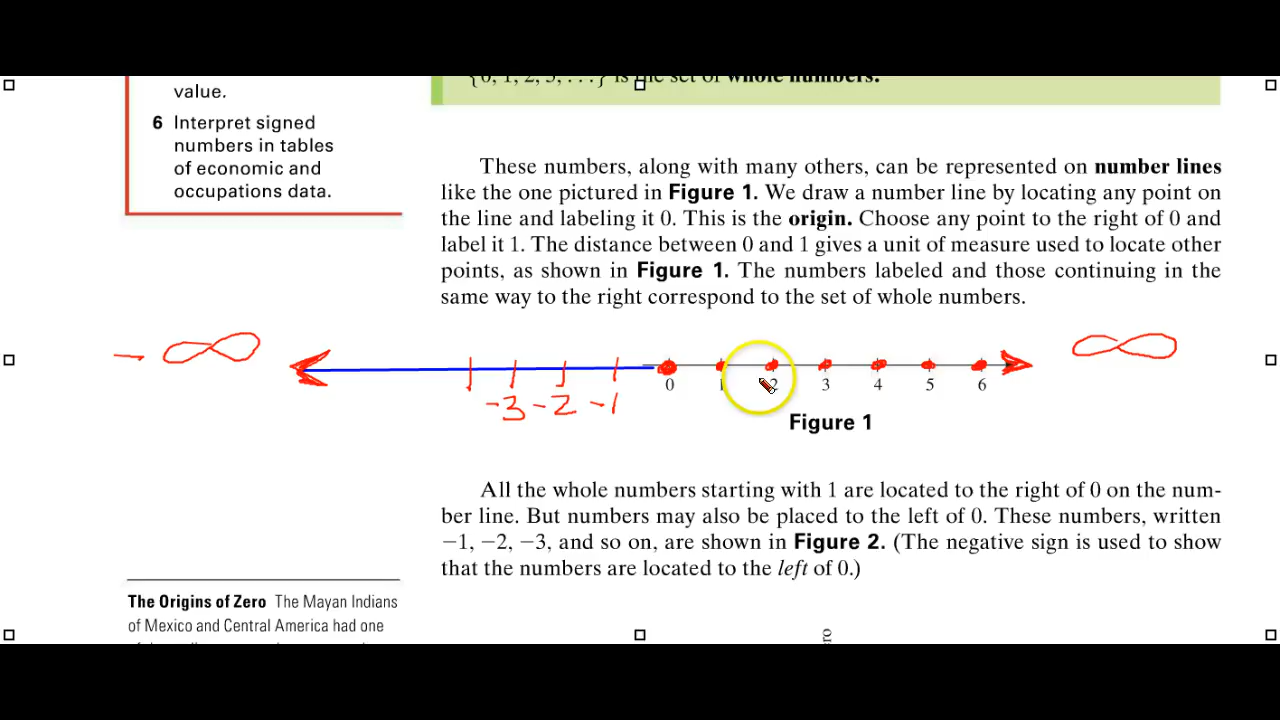 value.
6 Interpret signed
numbers in tables
of economic and
occupations data.
{0, 1, 2, 3, . . .} is the set of whole numbers.
These numbers, along with many others, can be represented on number lines
like the one pictured in Figure 1. We draw a number line by locating any point on
the line and labeling it 0. This is the origin. Choose any point to the right of 0 and
label it 1. The distance between 0 and 1 gives a unit of measure used to locate other
points, as shown in Figure 1. The numbers labeled and those continuing in the
same way to the right correspond to the set of whole numbers.
- ∞ ∞
-3 -2 -1 0 1 2 3 4 5 6
Figure 1
All the whole numbers starting with 1 are located to the right of 0 on the num-
ber line. But numbers may also be placed to the left of 0. These numbers, written
−1, −2, −3, and so on, are shown in Figure 2. (The negative sign is used to show
that the numbers are located to the left of 0.)
The Origins of Zero The Mayan Indians
of Mexico and Central America had one